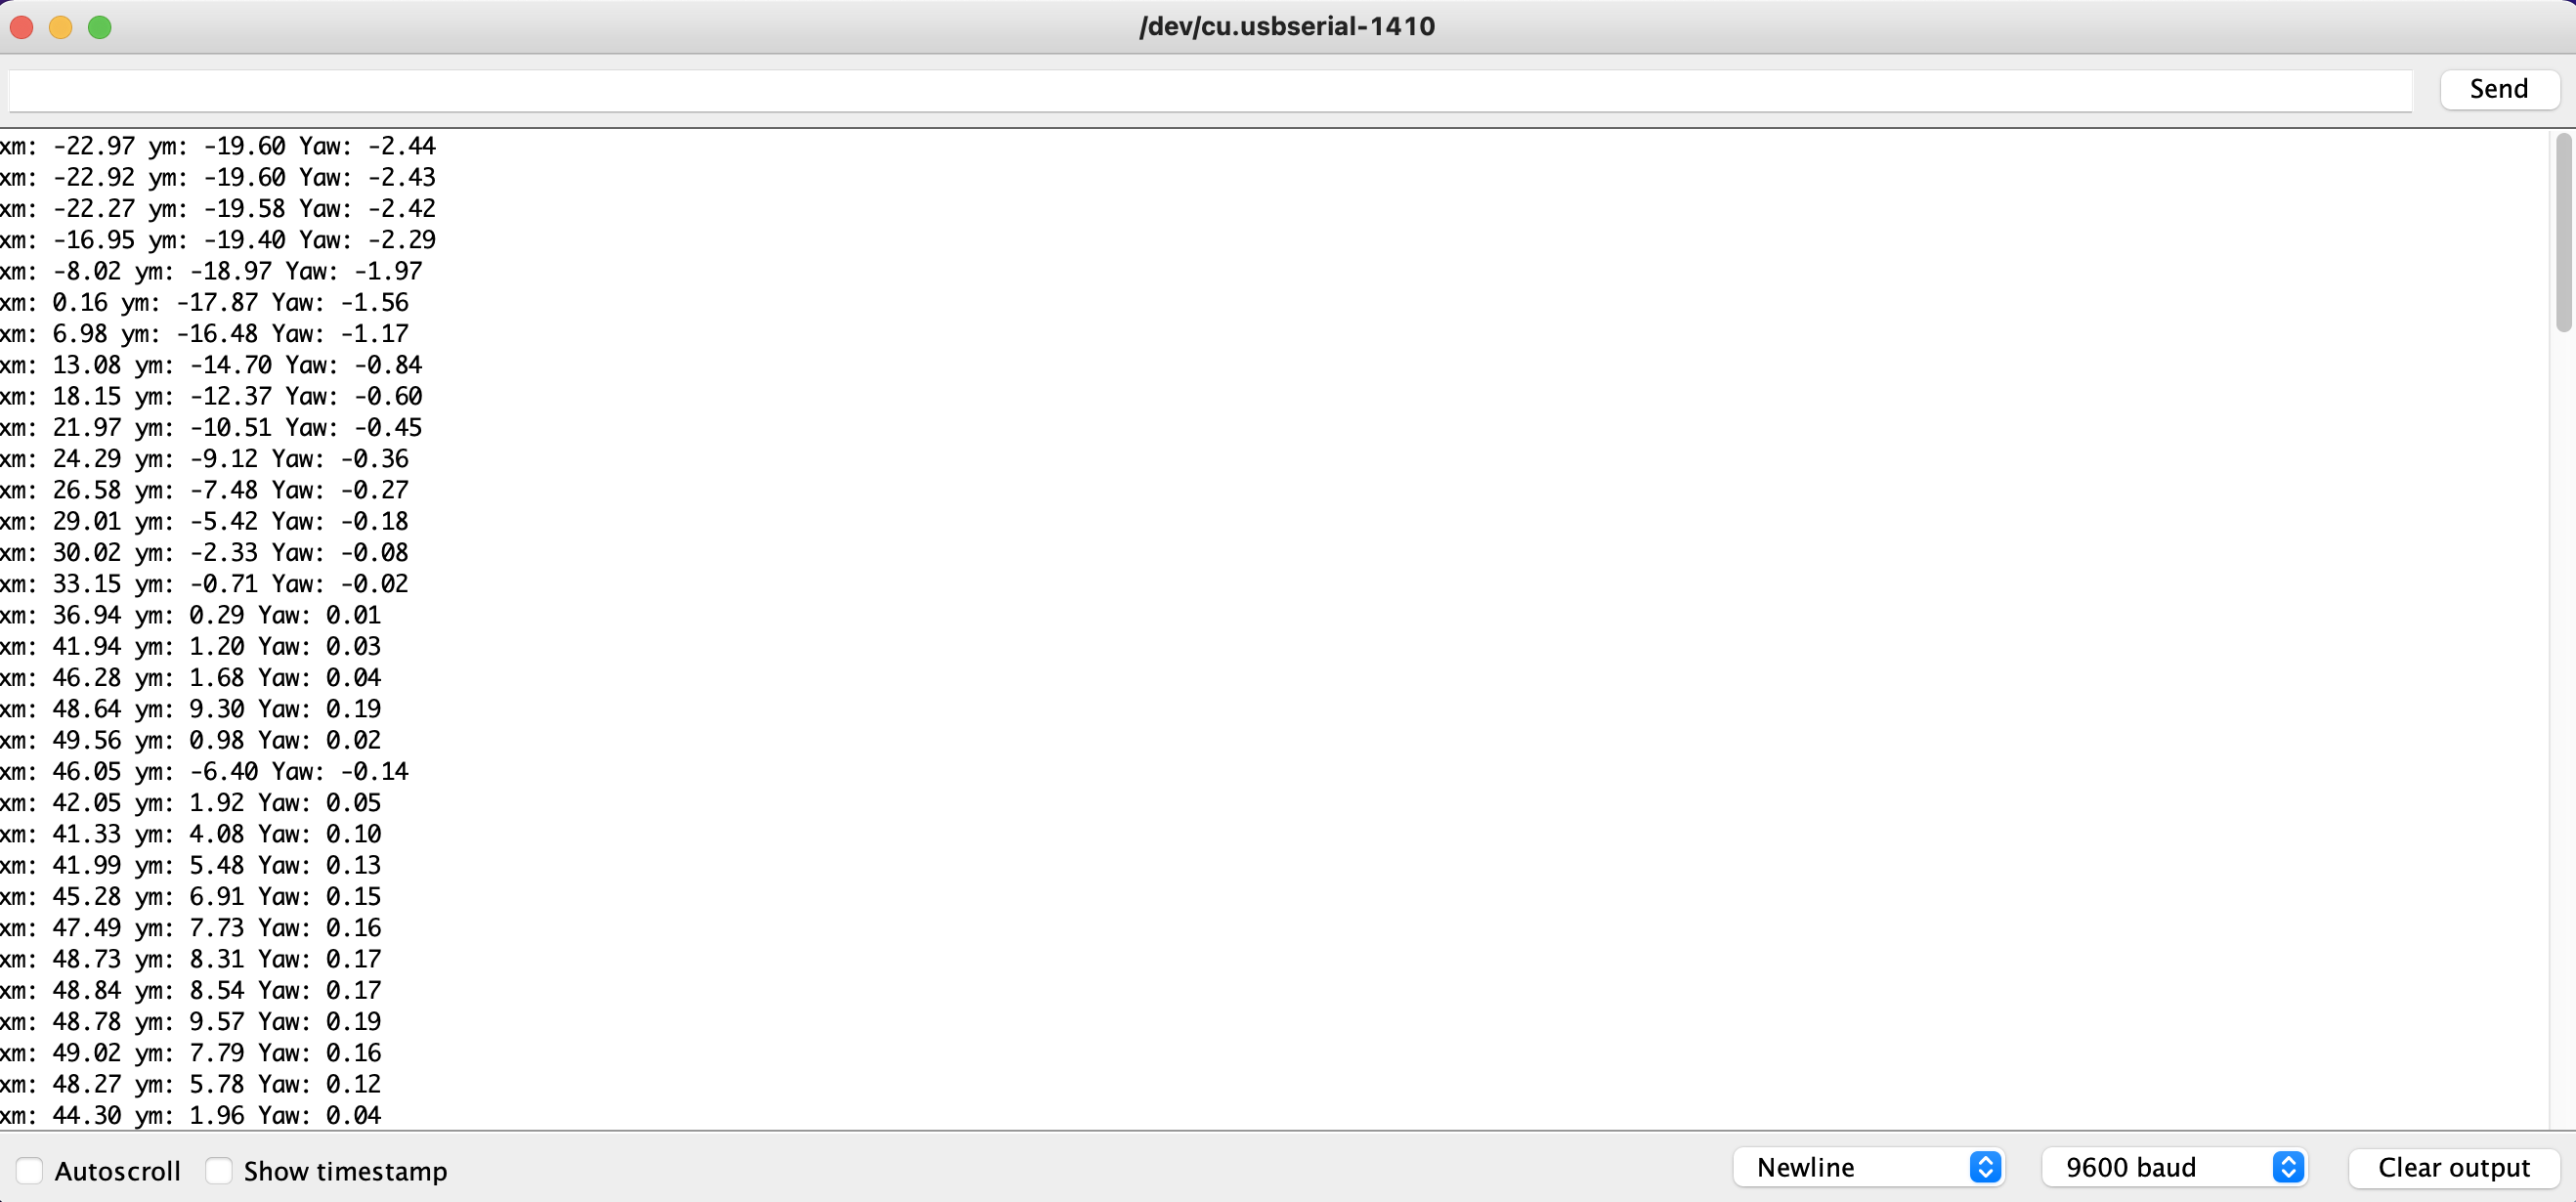 /dev/cu.usbserial-1410
Send
xm: -22.97 ym: -19.60 Yaw: -2.44
xm: -22.92 ym: -19.60 Yaw: -2.43
xm: -22.27 ym: -19.58 Yaw: -2.42
xm: -16.95 ym: -19.40 Yaw: -2.29
xm: -8.02 ym: -18.97 Yaw: -1.97
xm: 0.16 ym: -17.87 Yaw: -1.56
xm: 6.98 ym: -16.48 Yaw: -1.17
xm: 13.08 ym: -14.70 Yaw: -0.84
xm: 18.15 ym: -12.37 Yaw: -0.60
xm: 21.97 ym: -10.51 Yaw: -0.45
xm: 24.29 ym: -9.12 Yaw: -0.36
xm: 26.58 ym: -7.48 Yaw: -0.27
xm: 29.01 ym: -5.42 Yaw: -0.18
xm: 30.02 ym: -2.33 Yaw: -0.08
xm: 33.15 ym: -0.71 Yaw: -0.02
xm: 36.94 ym: 0.29 Yaw: 0.01
xm: 41.94 ym: 1.20 Yaw: 0.03
xm: 46.28 ym: 1.68 Yaw: 0.04
xm: 48.64 ym: 9.30 Yaw: 0.19
xm: 49.56 ym: 0.98 Yaw: 0.02
xm: 46.05 ym: -6.40 Yaw: -0.14
xm: 42.05 ym: 1.92 Yaw: 0.05
xm: 41.33 ym: 4.08 Yaw: 0.10
xm: 41.99 ym: 5.48 Yaw: 0.13
xm: 45.28 ym: 6.91 Yaw: 0.15
xm: 47.49 ym: 7.73 Yaw: 0.16
xm: 48.73 ym: 8.31 Yaw: 0.17
xm: 48.84 ym: 8.54 Yaw: 0.17
xm: 48.78 ym: 9.57 Yaw: 0.19
xm: 49.02 ym: 7.79 Yaw: 0.16
xm: 48.27 ym: 5.78 Yaw: 0.12
xm: 44.30 ym: 1.96 Yaw: 0.04
Autoscroll Show timestamp Newline 9600 baud Clear output